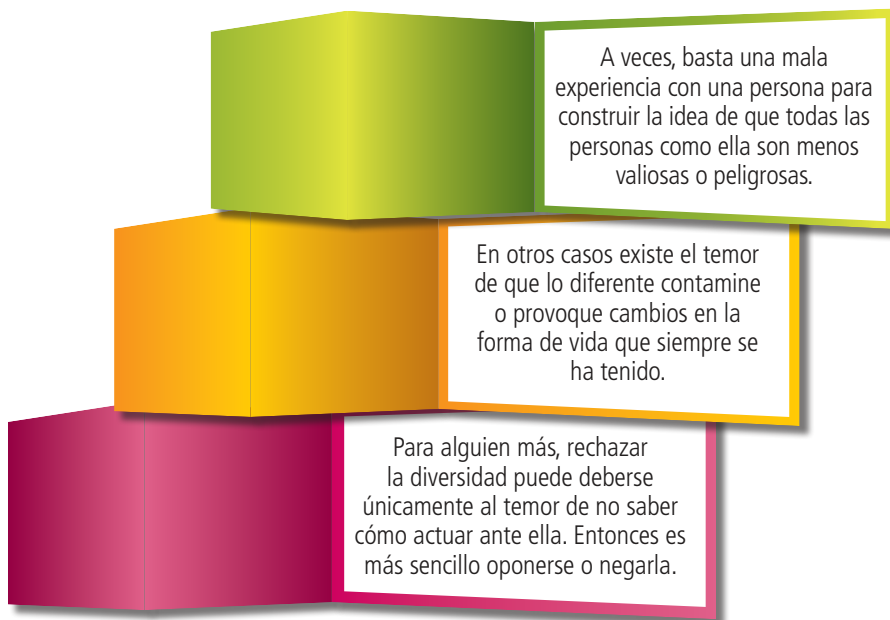 A veces, basta una mala
experiencia con una persona para
construir la idea de que todas las
personas como ella son menos
valiosas o peligrosas.
En otros casos existe el temor
de que lo diferente contamine
o provoque cambios en la
forma de vida que siempre se
ha tenido.
Para alguien más, rechazar
la diversidad puede deberse
únicamente al temor de no saber
cómo actuar ante ella. Entonces es
más sencillo oponerse o negarla.